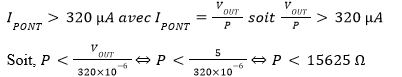 I_PONT > 320 μA avec I_PONT = V_OUT / P soit V_OUT / P > 320 μA
Soit, P < V_OUT / 320×10^-6 ⇔ P < 5 / 320×10^-6 ⇔ P < 15625 Ω